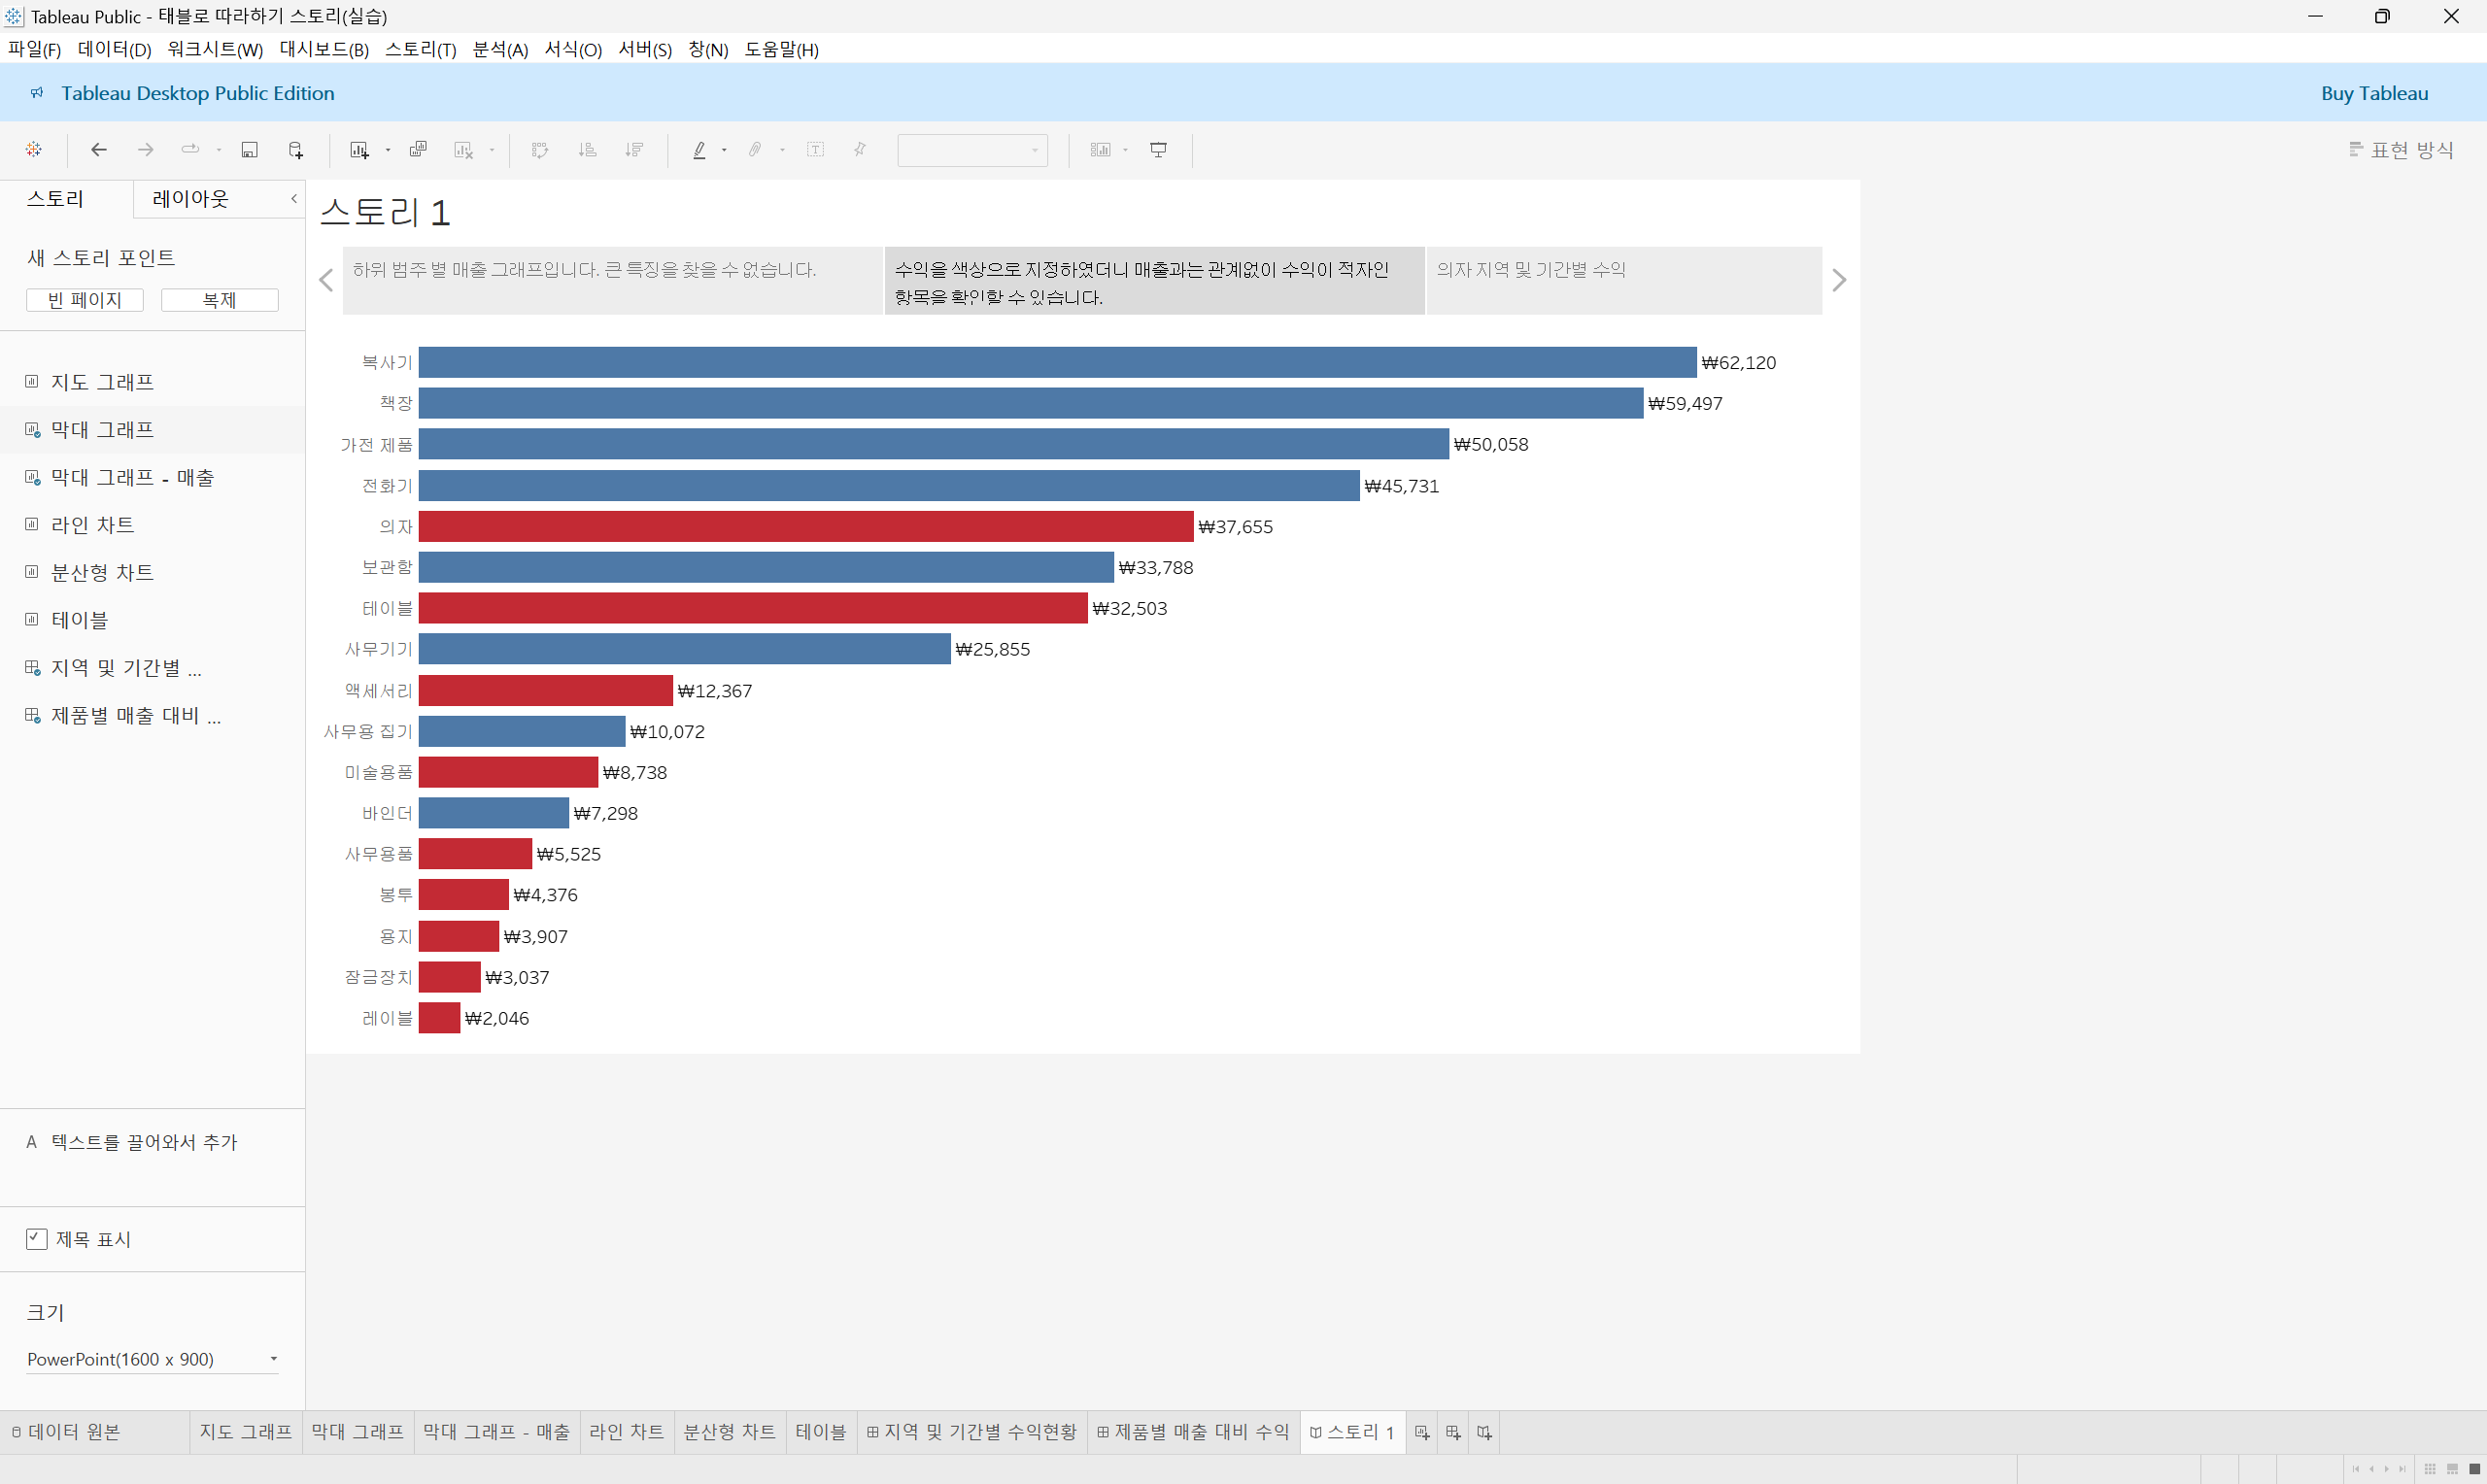 Tableau Public - 태블로 따라하기 스토리(실습)
파일(F) 데이터(D) 워크시트(W) 대시보드(B) 스토리(T) 분석(A) 서식(O) 서버(S) 창(N) 도움말(H)
Tableau Desktop Public Edition
Buy Tableau
표현 방식
스토리
레이아웃
새 스토리 포인트
빈 페이지
복제
지도 그래프
막대 그래프
막대 그래프 - 매출
라인 차트
분산형 차트
테이블
지역 및 기간별 ...
제품별 매출 대비 ...
A 텍스트를 끌어와서 추가
제목 표시
크기
PowerPoint(1600 x 900)
스토리 1
하위 범주 별 매출 그래프입니다. 큰 특징을 찾을 수 없습니다.
수익을 색상으로 지정하였더니 매출과는 관계없이 수익이 적자인
항목을 확인할 수 있습니다.
의자 지역 및 기간별 수익
복사기 ₩62,120
책장 ₩59,497
가전 제품 ₩50,058
전화기 ₩45,731
의자 ₩37,655
보관함 ₩33,788
테이블 ₩32,503
사무기기 ₩25,855
액세서리 ₩12,367
사무용 집기 ₩10,072
미술용품 ₩8,738
바인더 ₩7,298
사무용품 ₩5,525
봉투 ₩4,376
용지 ₩3,907
잠금장치 ₩3,037
레이블 ₩2,046
데이터 원본 지도 그래프 막대 그래프 막대 그래프 - 매출 라인 차트 분산형 차트 테이블 지역 및 기간별 수익현황 제품별 매출 대비 수익 스토리 1